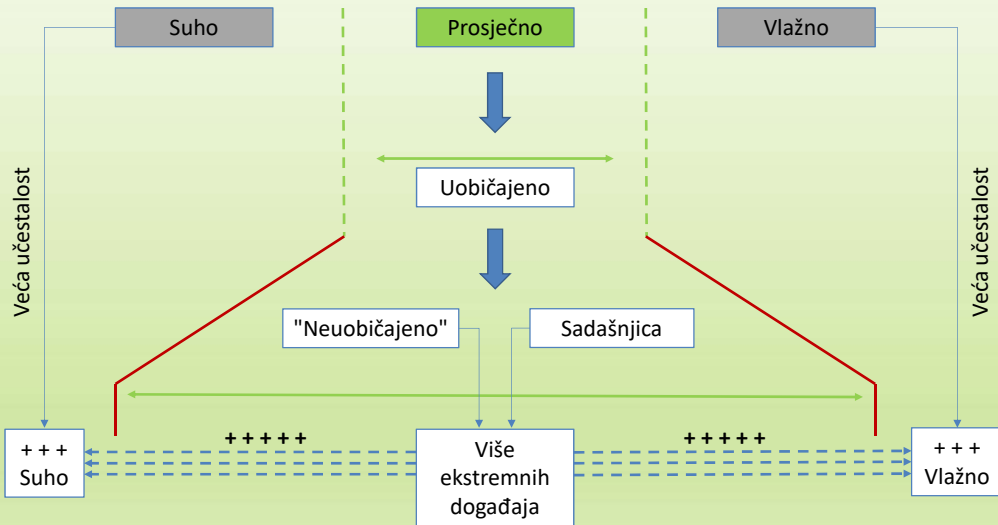 Suho
Prosječno
Vlažno
Veća učestalost
Veća učestalost
Uobičajeno
"Neuobičajeno"
Sadašnjica
+ + + + +
+ + + + +
+ + +
Suho
Više
ekstremnih
događaja
+ + +
Vlažno